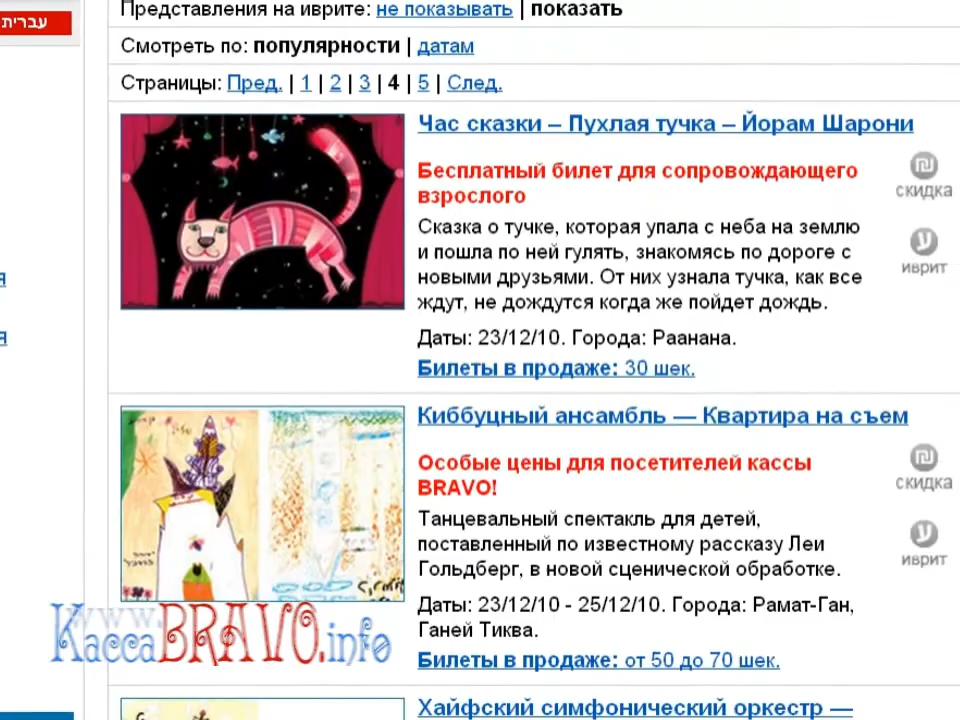 עברית
Представления на иврите: не показывать | показать
Смотреть по: популярности | датам
Страницы: Пред. | 1 | 2 | 3 | 4 | 5 | След.
Час сказки – Пухлая тучка – Йорам Шарони
Бесплатный билет для сопровождающего
взрослого
Сказка о тучке, которая упала с неба на землю
и пошла по ней гулять, знакомясь по дороге с
новыми друзьями. От них узнала тучка, как все
ждут, не дождутся когда же пойдет дождь.
Даты: 23/12/10. Города: Раанана.
Билеты в продаже: 30 шек.
₪
скидка
ע
иврит
я
я
Киббуцный ансамбль — Квартира на съем
Особые цены для посетителей кассы
BRAVO!
Танцевальный спектакль для детей,
поставленный по известному рассказу Леи
Гольдберг, в новой сценической обработке.
Даты: 23/12/10 - 25/12/10. Города: Рамат-Ган,
Ганей Тиква.
Билеты в продаже: от 50 до 70 шек.
₪
скидка
ע
иврит
www.
КассаBRAVO.info
Хайфский симфонический оркестр —